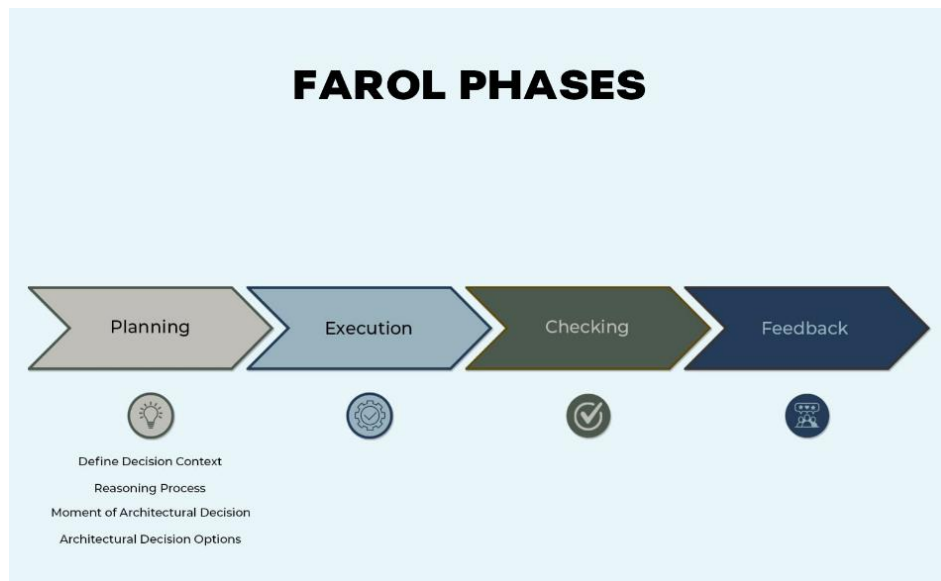 FAROL PHASES
Planning
Execution
Checking
Feedback
Define Decision Context
Reasoning Process
Moment of Architectural Decision
Architectural Decision Options